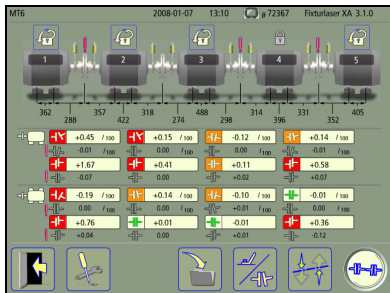 MT6 2008-01-07 13:10 # 72367 Fixturlaser XA 3.1.0
1 2 3 4 5
362 357 318 488 314 331 405
288 422 274 298 396 352
+0.45 /100 +0.15 /100 -0.12 /100 +0.14 /100
-0.01 /100 0.00 /100 0.00 /100 -0.01 /100
+1.67 +0.41 +0.11 +0.58
-0.07 0.00 +0.02 +0.07
-0.19 /100 +0.14 /100 -0.10 /100 -0.01 /100
0.00 /100 0.00 /100 0.00 /100 0.00 /100
+0.76 +0.01 -0.01 +0.36
+0.04 0.00 -0.01 -0.12